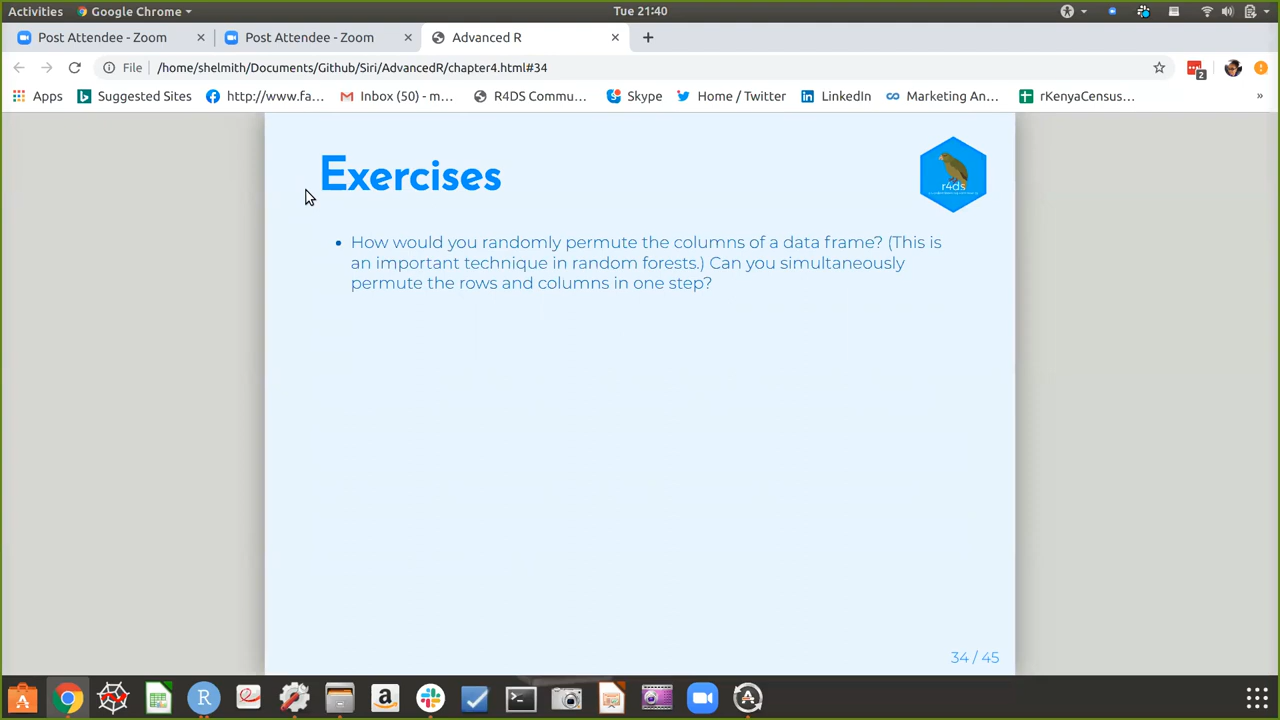 Activities
Google Chrome
Tue 21:40
Post Attendee - Zoom
Post Attendee - Zoom
Advanced R
File
/home/shelmith/Documents/Github/Siri/AdvancedR/chapter4.html#34
2
Apps
Suggested Sites
http://www.fa...
Inbox (50) - m...
R4DS Commu...
Skype
Home / Twitter
LinkedIn
Marketing An...
rKenyaCensus...
»
Exercises
r4ds
• How would you randomly permute the columns of a data frame? (This is
an important technique in random forests.) Can you simultaneously
permute the rows and columns in one step?
34 / 45